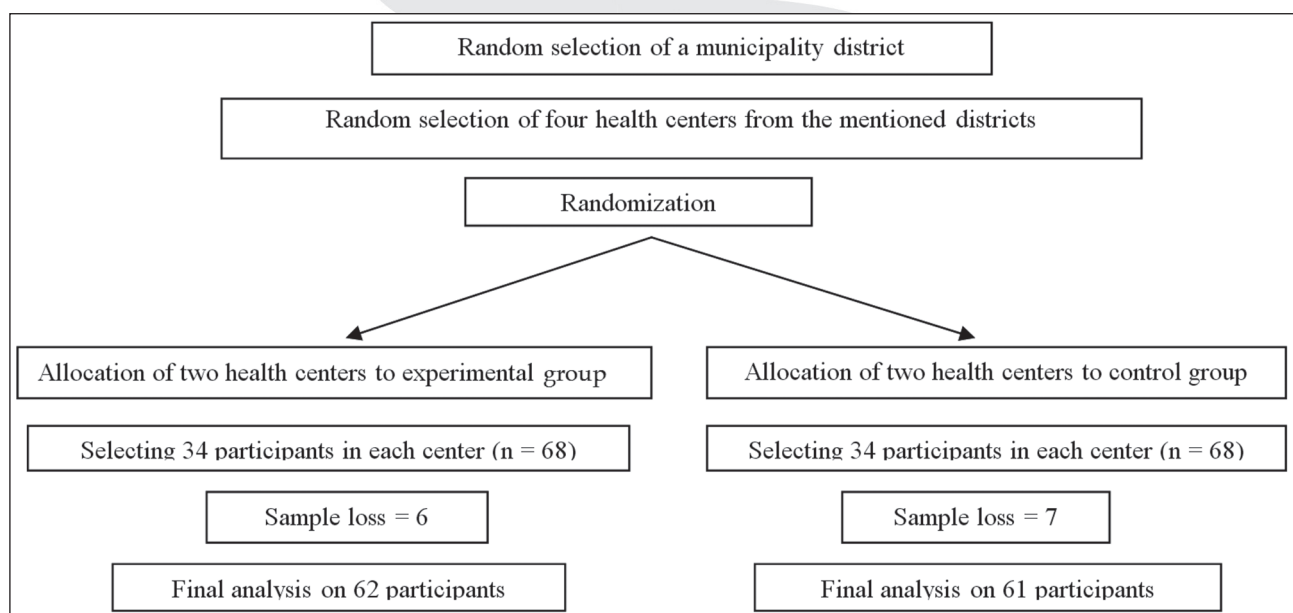 Random selection of a municipality district
Random selection of four health centers from the mentioned districts
Randomization
Allocation of two health centers to experimental group
Selecting 34 participants in each center (n = 68)
Sample loss = 6
Final analysis on 62 participants
Allocation of two health centers to control group
Selecting 34 participants in each center (n = 68)
Sample loss = 7
Final analysis on 61 participants